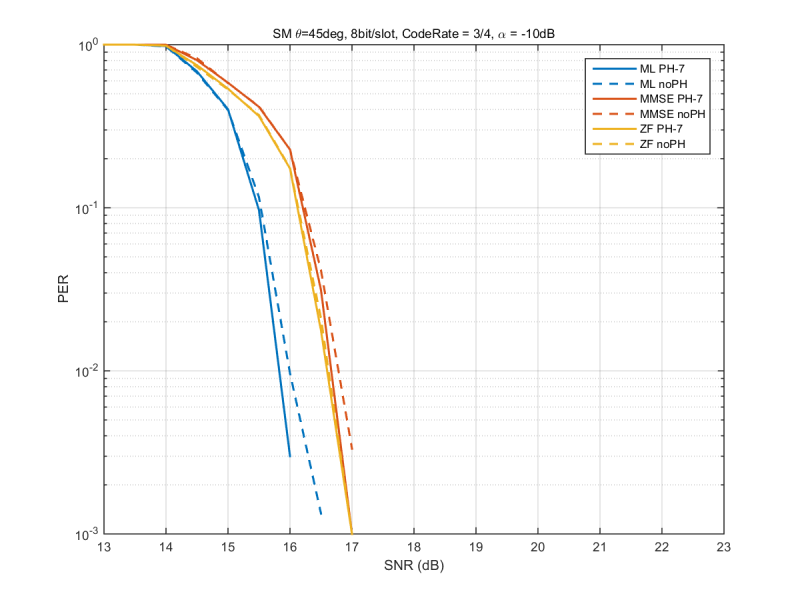 SM θ=45deg, 8bit/slot, CodeRate = 3/4, α = -10dB
10^0
10^-1
10^-2
10^-3
PER
ML PH-7
ML noPH
MMSE PH-7
MMSE noPH
ZF PH-7
ZF noPH
13 14 15 16 17 18 19 20 21 22 23
SNR (dB)